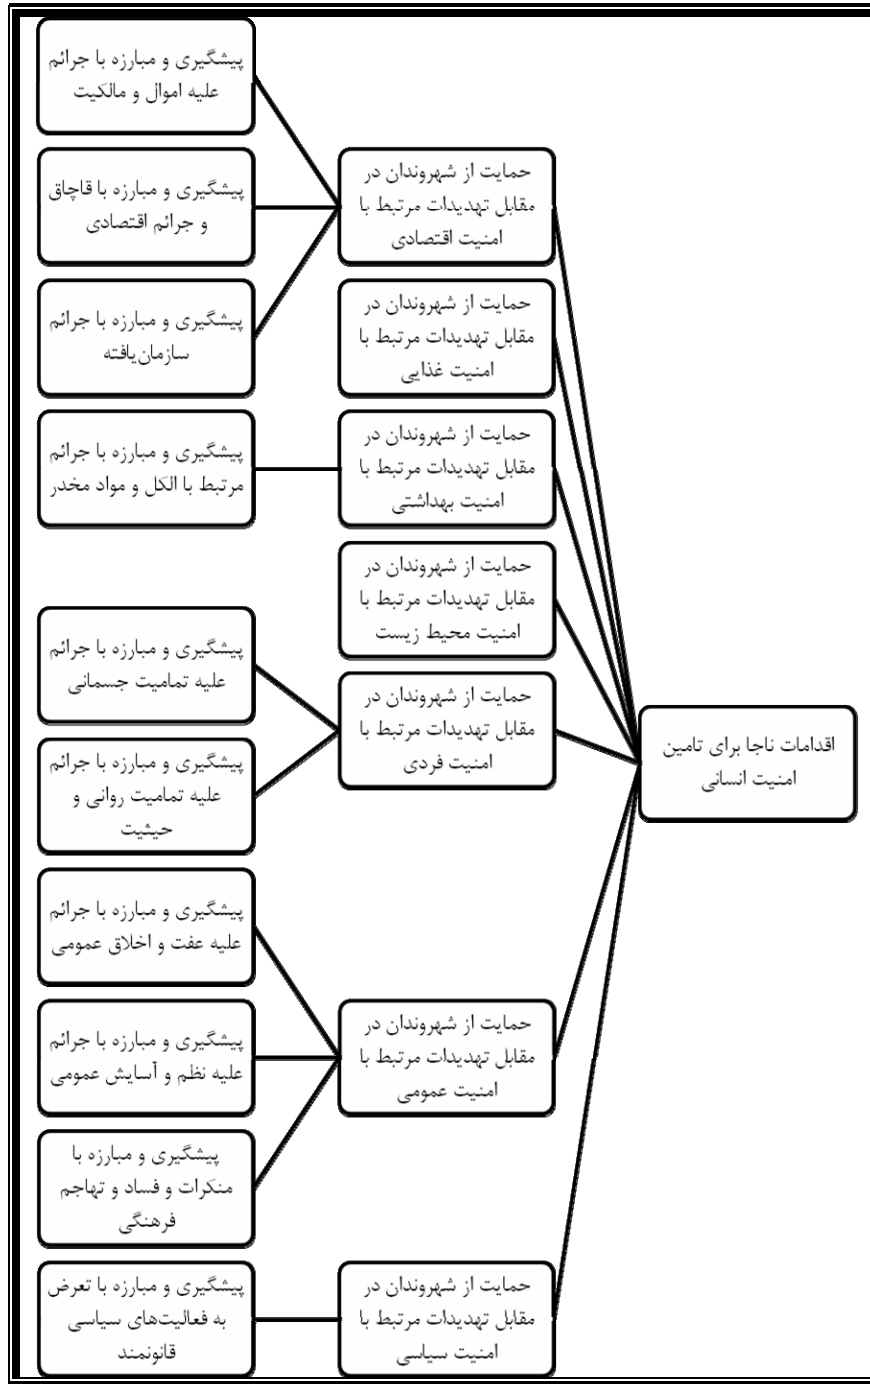 اقدامات ناجا برای تامین
امنیت انسانی
حمایت از شهروندان در
مقابل تهدیدات مرتبط با
امنیت اقتصادی
پیشگیری و مبارزه با جرائم
علیه اموال و مالکیت
پیشگیری و مبارزه با قاچاق
و جرائم اقتصادی
پیشگیری و مبارزه با جرائم
سازمان‌یافته
حمایت از شهروندان در
مقابل تهدیدات مرتبط با
امنیت غذایی
حمایت از شهروندان در
مقابل تهدیدات مرتبط با
امنیت بهداشتی
پیشگیری و مبارزه با جرائم
مرتبط با الکل و مواد مخدر
حمایت از شهروندان در
مقابل تهدیدات مرتبط با
امنیت محیط زیست
حمایت از شهروندان در
مقابل تهدیدات مرتبط با
امنیت فردی
پیشگیری و مبارزه با جرائم
علیه تمامیت جسمانی
پیشگیری و مبارزه با جرائم
علیه تمامیت روانی و
حیثیت
حمایت از شهروندان در
مقابل تهدیدات مرتبط با
امنیت عمومی
پیشگیری و مبارزه با جرائم
علیه عفت و اخلاق عمومی
پیشگیری و مبارزه با جرائم
علیه نظم و آسایش عمومی
پیشگیری و مبارزه با
منکرات و فساد و تهاجم
فرهنگی
حمایت از شهروندان در
مقابل تهدیدات مرتبط با
امنیت سیاسی
پیشگیری و مبارزه با تعرض
به فعالیت‌های سیاسی
قانونمند